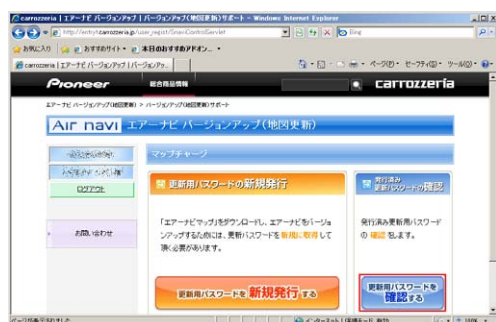 carrozzeria | エアーナビ バージョンアップ | バージョンアップ(地図更新)サポート - Windows Internet Explorer
Bing
お気に入り
おすすめサイト
本日のおすすめアドオン...
carrozzeria | エアーナビ バージョンアップ | バージョンアップ...
ページ(P)
セーフティ(S)
ツール(O)
Pioneer
総合商品情報
carrozzeria
エアーナビ バージョンアップ(地図更新) > バージョンアップ(地図更新)サポート
Air navi エアーナビ バージョンアップ(地図更新)
マップチャージ
ログアウト
お問い合わせ
更新用パスワードの新規発行
「エアーナビマップ」をダウンロードし、エアーナビをバージョ
ンアップするためには、更新パスワードを 新規に取得 して
頂く必要があります。
更新用パスワードを 新規発行 する
発行済み
更新用パスワードの確認
発行済み更新用パスワード
の 確認 をします。
更新用パスワードを
確認する
ページが表示されました
100%